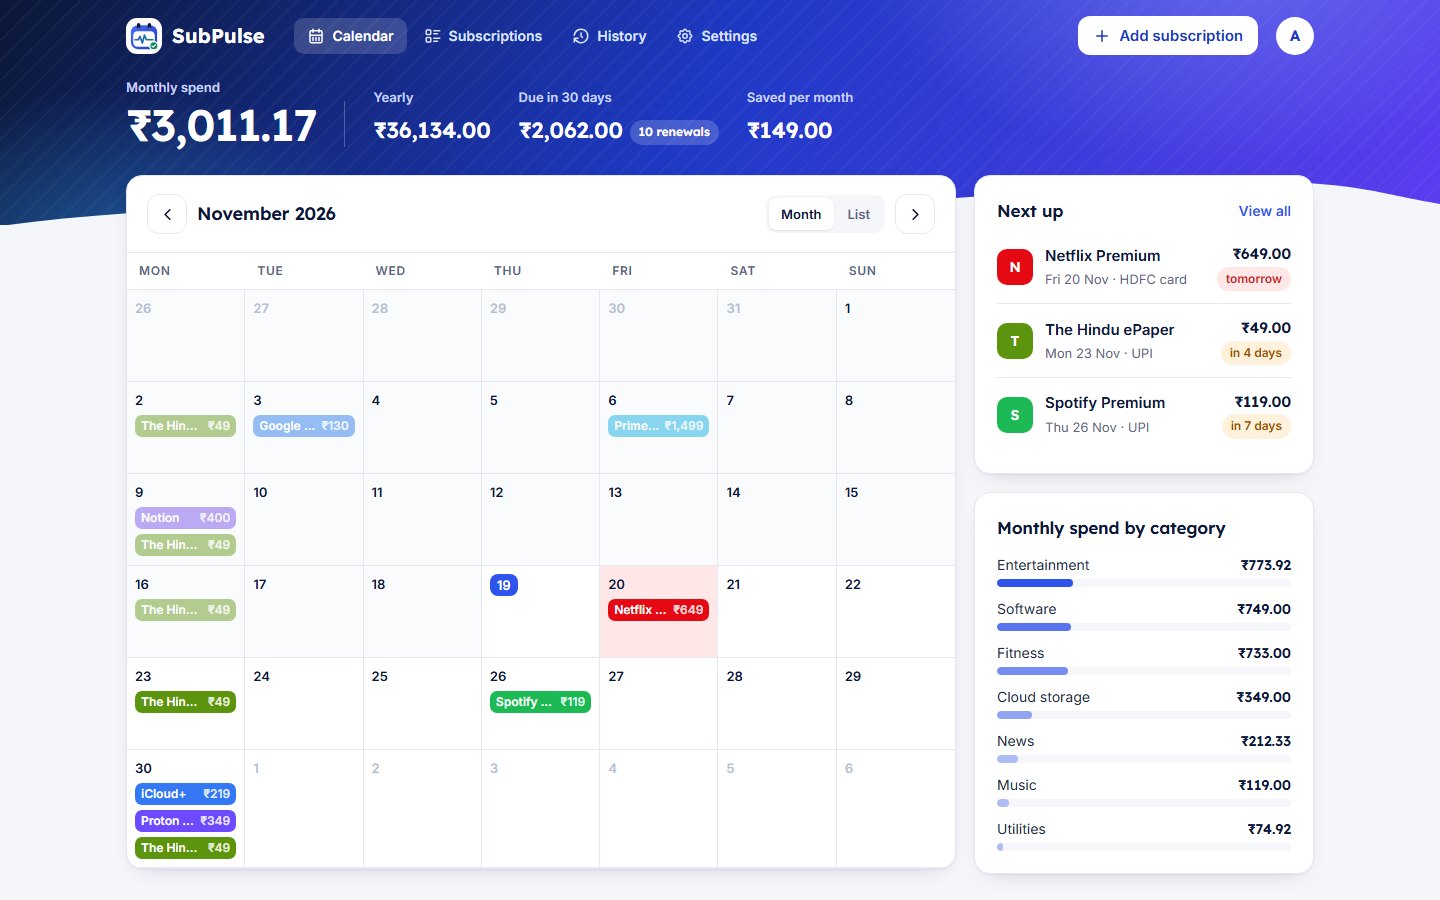 SubPulse
Calendar
Subscriptions
History
Settings
Add subscription
A
Monthly spend
₹3,011.17
Yearly
₹36,134.00
Due in 30 days
₹2,062.00 10 renewals
Saved per month
₹149.00
November 2026
Month
List
MON TUE WED THU FRI SAT SUN
26 27 28 29 30 31 1
2 3 4 5 6 7 8
The Hin... ₹49 Google ... ₹130 Prime... ₹1,499
9 10 11 12 13 14 15
Notion ₹400
The Hin... ₹49
16 17 18 19 20 21 22
The Hin... ₹49 Netflix ... ₹649
23 24 25 26 27 28 29
The Hin... ₹49 Spotify ... ₹119
30 1 2 3 4 5 6
iCloud+ ₹219
Proton ... ₹349
The Hin... ₹49
Next up
View all
N
Netflix Premium ₹649.00
Fri 20 Nov · HDFC card tomorrow
T
The Hindu ePaper ₹49.00
Mon 23 Nov · UPI in 4 days
S
Spotify Premium ₹119.00
Thu 26 Nov · UPI in 7 days
Monthly spend by category
Entertainment ₹773.92
Software ₹749.00
Fitness ₹733.00
Cloud storage ₹349.00
News ₹212.33
Music ₹119.00
Utilities ₹74.92